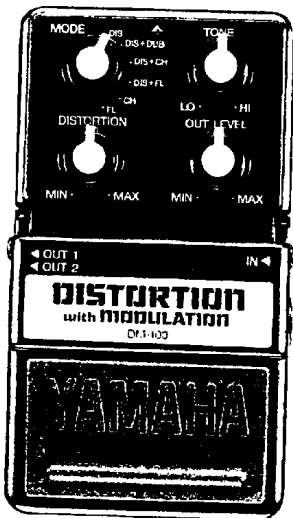 MODE DIS TONE
DIS+DUB
DIS+CH
DIS+FL
CH
FL LO HI
DISTORTION OUT LEVEL
MIN MAX MIN MAX
◀ OUT 1 IN ◀
◀ OUT 2
DISTORTION
with MODULATION
DM-100
YAMAHA